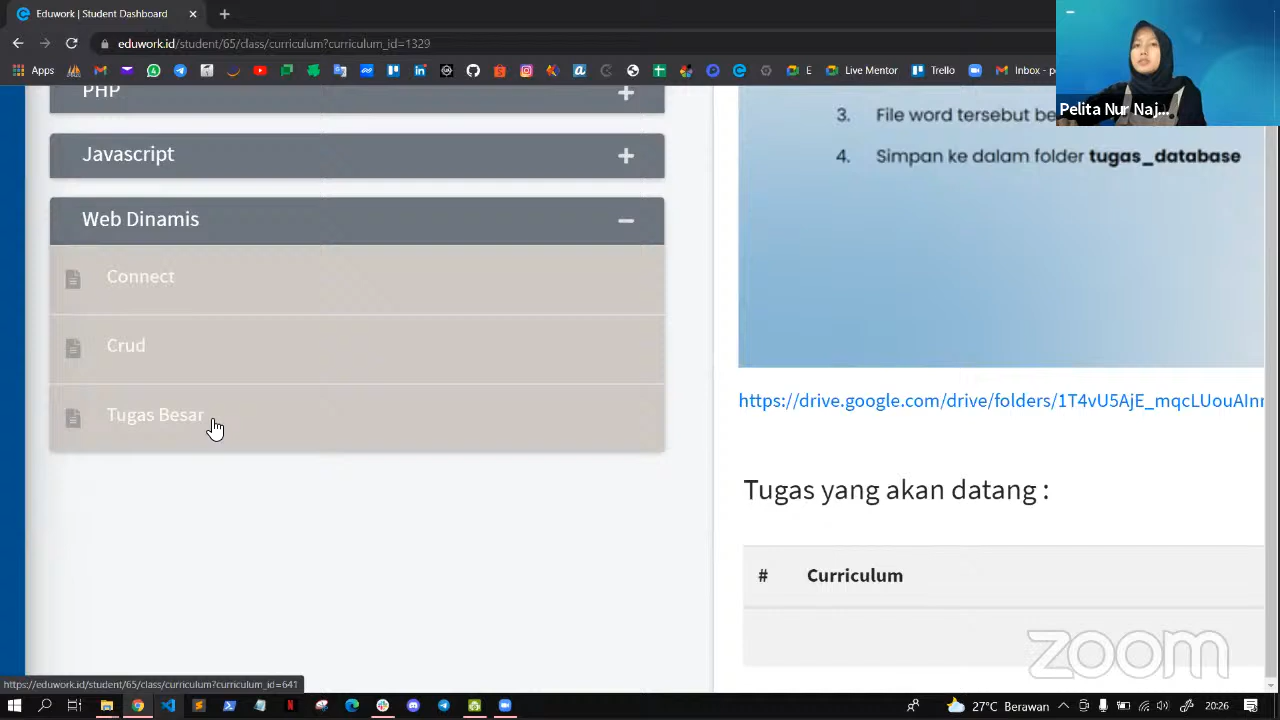 Eduwork | Student Dashboard
eduwork.id/student/65/class/curriculum?curriculum_id=1329
Apps
E
Live Mentor
Trello
Inbox - p
Pelita Nur Naj...
PHP
Javascript
Web Dinamis
Connect
Crud
Tugas Besar
3. File word tersebut be
4. Simpan ke dalam folder tugas_database
https://drive.google.com/drive/folders/1T4vU5AjE_mqcLUouAInr
Tugas yang akan datang :
# Curriculum
zoom
https://eduwork.id/student/65/class/curriculum?curriculum_id=641
27°C Berawan
20:26